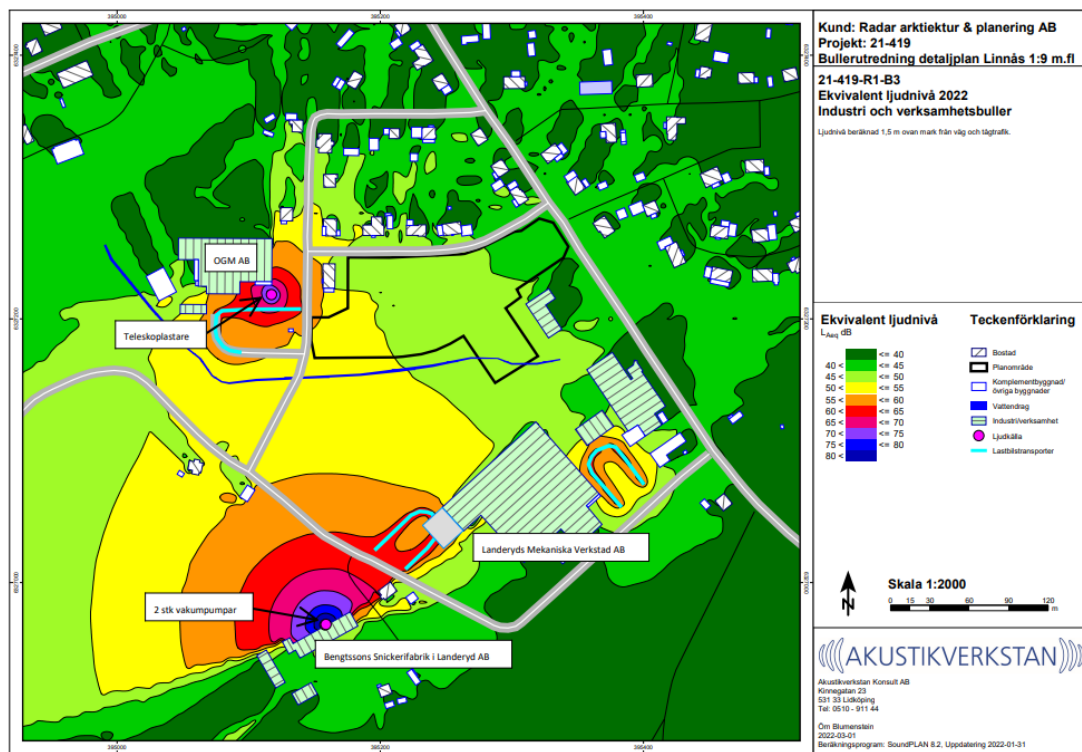 Kund: Radar arktiektur & planering AB
Projekt: 21-419
Bullerutredning detaljplan Linnås 1:9 m.fl
21-419-R1-B3
Ekvivalent ljudnivå 2022
Industri och verksamhetsbuller
Ljudnivå beräknad 1,5 m ovan mark från väg och tågtrafik.
395000
395200
395400
OGM AB
Teleskoplastare
Landeryds Mekaniska Verkstad AB
2 stk vakumpumpar
Bengtssons Snickerifabrik i Landeryd AB
395000
395200
395400
Ekvivalent ljudnivå
LAeq dB
<= 40
40 < <= 45
45 < <= 50
50 < <= 55
55 < <= 60
60 < <= 65
65 < <= 70
70 < <= 75
75 < <= 80
80 <
Teckenförklaring
Bostad
Planområde
Komplementbyggnad/
övriga byggnader
Vattendrag
Industri/verksamhet
Ljudkälla
Lastbilstransporter
N
Skala 1:2000
0 15 30 60 90 120
m
AKUSTIKVERKSTAN
Akustikverkstan Konsult AB
Kinnegatan 23
531 33 Lidköping
Tel: 0510 - 911 44
Örn Blumenstein
2022-03-01
Beräkningsprogram: SoundPLAN 8.2, Uppdatering 2022-01-31